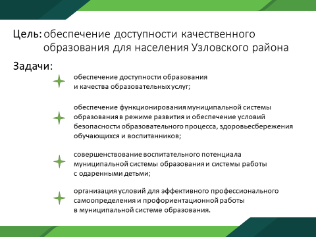 Цель: обеспечение доступности качественного
образования для населения Узловского района
Задачи:
обеспечение доступности образования
и качества образовательных услуг;
обеспечение функционирования муниципальной системы
образования в режиме развития и обеспечение условий
безопасности образовательного процесса, здоровьесбережения
обучающихся и воспитанников;
совершенствование воспитательного потенциала
муниципальной системы образования и системы работы
с одаренными детьми;
организация условий для эффективного профессионального
самоопределения и профориентационной работы
в муниципальной системе образования.